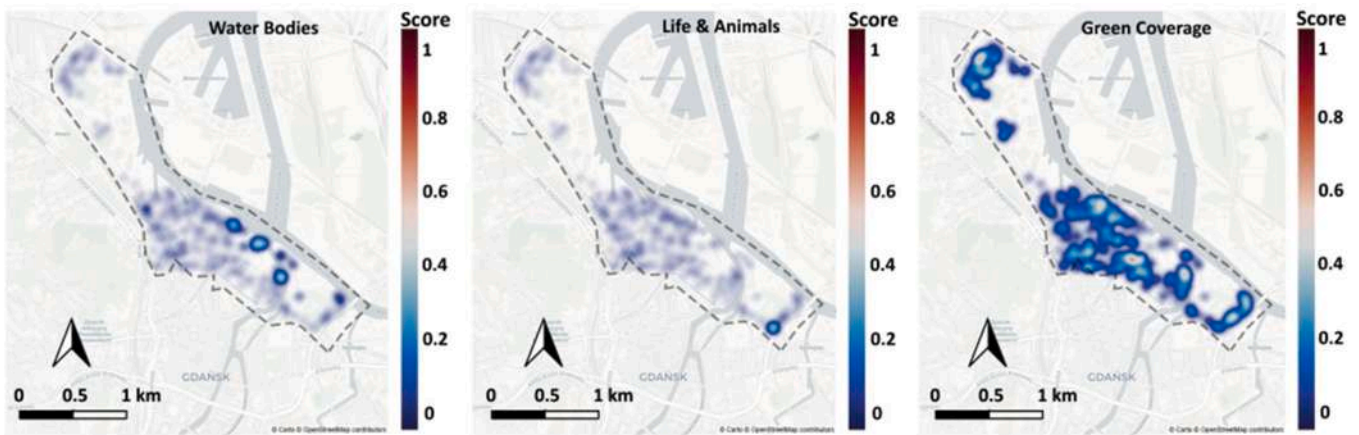 Water Bodies
Score
1
0.8
0.6
0.4
0.2
0
GDAŃSK
0 0.5 1 km
© Carto © OpenStreetMap contributors
Life & Animals
Score
1
0.8
0.6
0.4
0.2
0
GDAŃSK
0 0.5 1 km
© Carto © OpenStreetMap contributors
Green Coverage
Score
1
0.8
0.6
0.4
0.2
0
GDAŃSK
0 0.5 1 km
© Carto © OpenStreetMap contributors